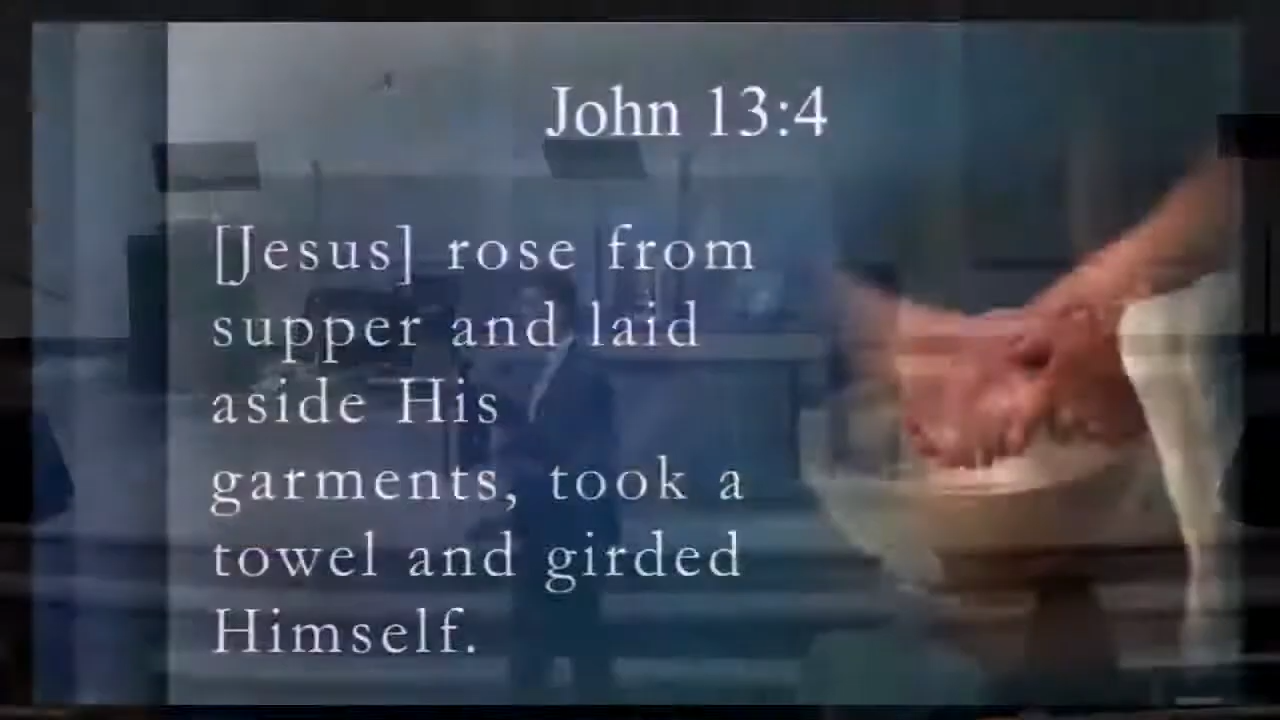 John 13:4
[Jesus] rose from
supper and laid
aside His
garments, took a
towel and girded
Himself.